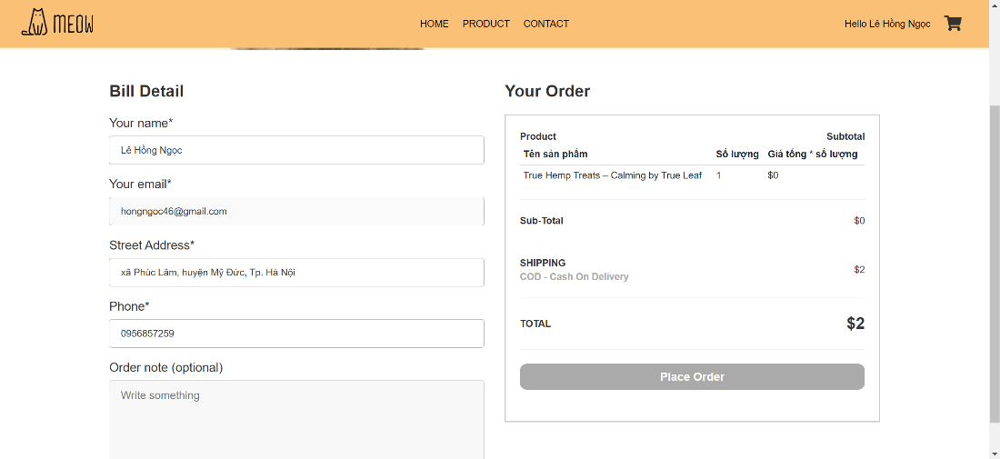 MEOW
HOME PRODUCT CONTACT
Hello Lê Hồng Ngọc
Bill Detail
Your name*
Lê Hồng Ngọc
Your email*
hongngoc46@gmail.com
Street Address*
xã Phúc Lâm, huyện Mỹ Đức, Tp. Hà Nội
Phone*
0956857259
Order note (optional)
Write something
Your Order
Product Subtotal
Tên sản phẩm Số lượng Giá tổng * số lượng
True Hemp Treats – Calming by True Leaf 1 $0
Sub-Total $0
SHIPPING
COD - Cash On Delivery $2
TOTAL $2
Place Order